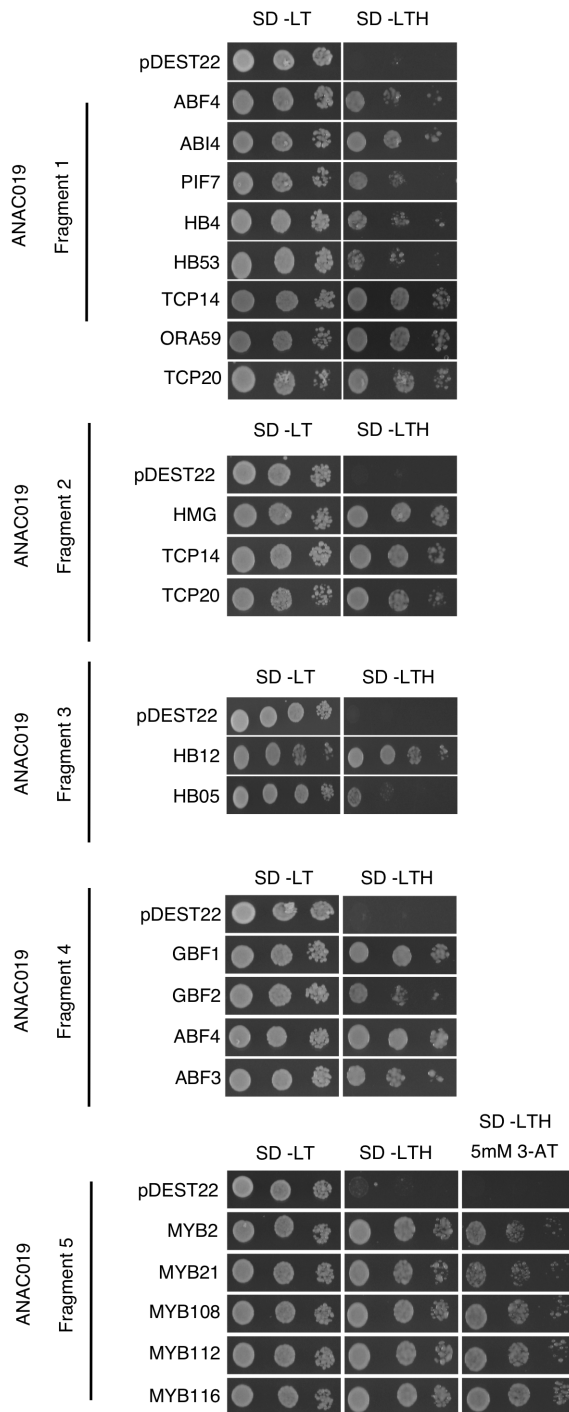 SD -LT SD -LTH
pDEST22
ABF4
ABI4
PIF7
HB4
HB53
TCP14
ORA59
TCP20
ANAC019
Fragment 1
SD -LT SD -LTH
pDEST22
HMG
TCP14
TCP20
ANAC019
Fragment 2
SD -LT SD -LTH
pDEST22
HB12
HB05
ANAC019
Fragment 3
SD -LT SD -LTH
pDEST22
GBF1
GBF2
ABF4
ABF3
ANAC019
Fragment 4
SD -LT SD -LTH SD -LTH
5mM 3-AT
pDEST22
MYB2
MYB21
MYB108
MYB112
MYB116
ANAC019
Fragment 5